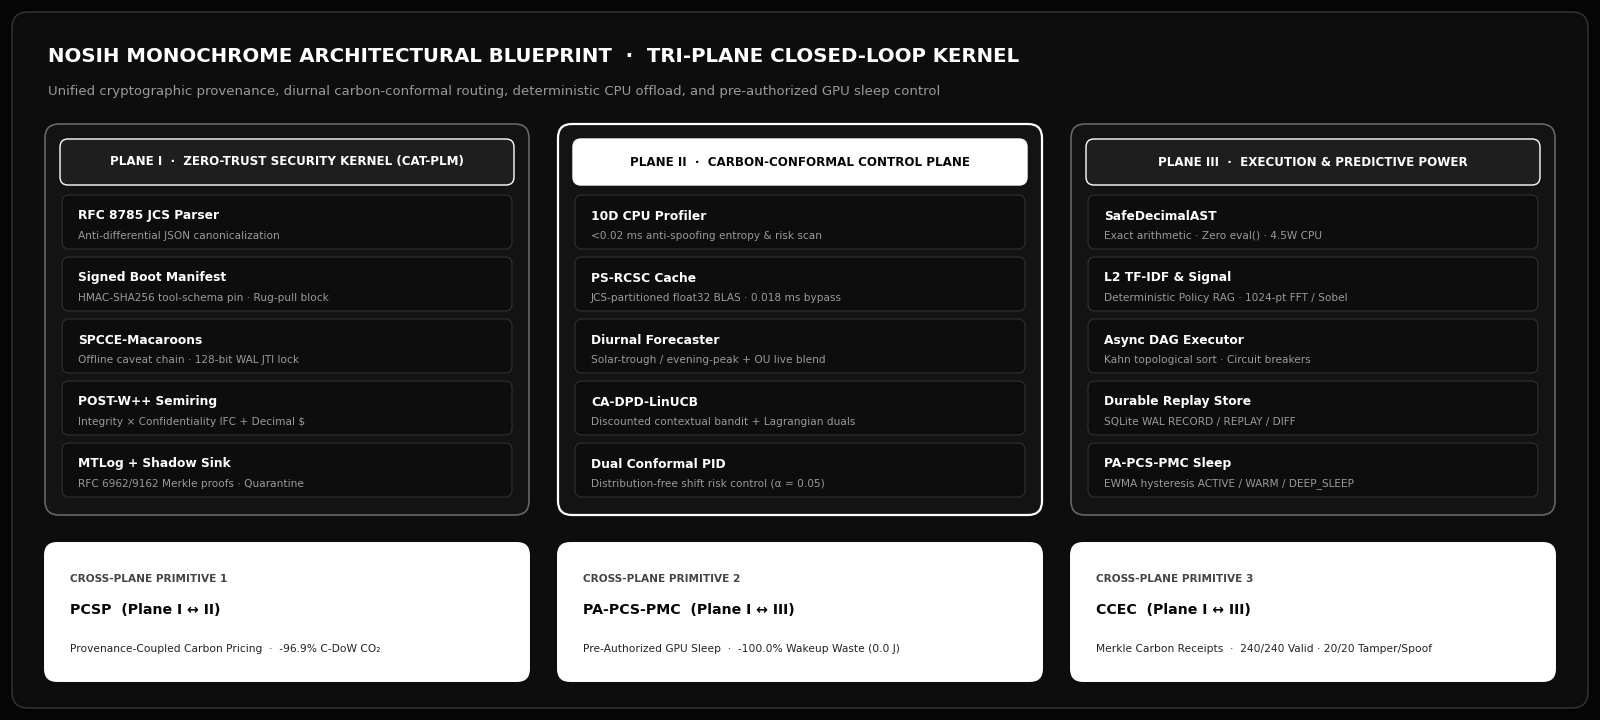 NOSIH MONOCHROME ARCHITECTURAL BLUEPRINT · TRI-PLANE CLOSED-LOOP KERNEL
Unified cryptographic provenance, diurnal carbon-conformal routing, deterministic CPU offload, and pre-authorized GPU sleep control
PLANE I · ZERO-TRUST SECURITY KERNEL (CAT-PLM)
RFC 8785 JCS Parser
Anti-differential JSON canonicalization
Signed Boot Manifest
HMAC-SHA256 tool-schema pin · Rug-pull block
SPCCE-Macaroons
Offline caveat chain · 128-bit WAL JTI lock
POST-W++ Semiring
Integrity × Confidentiality IFC + Decimal $
MTLog + Shadow Sink
RFC 6962/9162 Merkle proofs · Quarantine
PLANE II · CARBON-CONFORMAL CONTROL PLANE
10D CPU Profiler
<0.02 ms anti-spoofing entropy & risk scan
PS-RCSC Cache
JCS-partitioned float32 BLAS · 0.018 ms bypass
Diurnal Forecaster
Solar-trough / evening-peak + OU live blend
CA-DPD-LinUCB
Discounted contextual bandit + Lagrangian duals
Dual Conformal PID
Distribution-free shift risk control (α = 0.05)
PLANE III · EXECUTION & PREDICTIVE POWER
SafeDecimalAST
Exact arithmetic · Zero eval() · 4.5W CPU
L2 TF-IDF & Signal
Deterministic Policy RAG · 1024-pt FFT / Sobel
Async DAG Executor
Kahn topological sort · Circuit breakers
Durable Replay Store
SQLite WAL RECORD / REPLAY / DIFF
PA-PCS-PMC Sleep
EWMA hysteresis ACTIVE / WARM / DEEP_SLEEP
CROSS-PLANE PRIMITIVE 1
PCSP (Plane I ↔ II)
Provenance-Coupled Carbon Pricing · -96.9% C-DoW CO₂
CROSS-PLANE PRIMITIVE 2
PA-PCS-PMC (Plane I ↔ III)
Pre-Authorized GPU Sleep · -100.0% Wakeup Waste (0.0 J)
CROSS-PLANE PRIMITIVE 3
CCEC (Plane I ↔ III)
Merkle Carbon Receipts · 240/240 Valid · 20/20 Tamper/Spoof